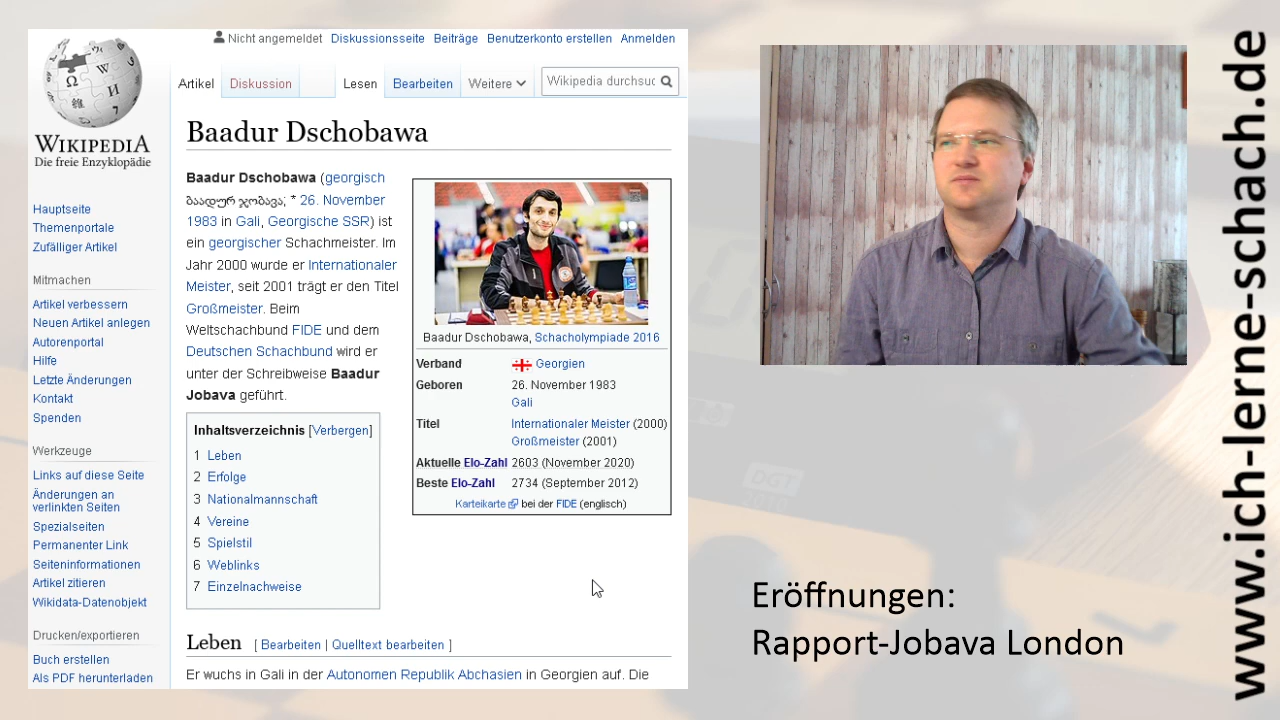 Nicht angemeldet Diskussionsseite Beiträge Benutzerkonto erstellen Anmelden
Artikel Diskussion Lesen Bearbeiten Weitere Wikipedia durchsuc
WIKIPEDIA
Die freie Enzyklopädie
Hauptseite
Themenportale
Zufälliger Artikel
Mitmachen
Artikel verbessern
Neuen Artikel anlegen
Autorenportal
Hilfe
Letzte Änderungen
Kontakt
Spenden
Werkzeuge
Links auf diese Seite
Änderungen an
verlinkten Seiten
Spezialseiten
Permanenter Link
Seiteninformationen
Artikel zitieren
Wikidata-Datenobjekt
Drucken/exportieren
Buch erstellen
Als PDF herunterladen
Baadur Dschobawa
Baadur Dschobawa (georgisch
ბაადურ ჯობავა; * 26. November
1983 in Gali, Georgische SSR) ist
ein georgischer Schachmeister. Im
Jahr 2000 wurde er Internationaler
Meister, seit 2001 trägt er den Titel
Großmeister. Beim
Weltschachbund FIDE und dem
Deutschen Schachbund wird er
unter der Schreibweise Baadur
Jobava geführt.
Baadur Dschobawa, Schacholympiade 2016
Verband Georgien
Geboren 26. November 1983
Gali
Titel Internationaler Meister (2000)
Großmeister (2001)
Aktuelle Elo-Zahl 2603 (November 2020)
Beste Elo-Zahl 2734 (September 2012)
Karteikarte bei der FIDE (englisch)
Inhaltsverzeichnis [Verbergen]
1 Leben
2 Erfolge
3 Nationalmannschaft
4 Vereine
5 Spielstil
6 Weblinks
7 Einzelnachweise
Leben [ Bearbeiten | Quelltext bearbeiten ]
Er wuchs in Gali in der Autonomen Republik Abchasien in Georgien auf. Die
Eröffnungen:
Rapport-Jobava London
www.ich-lerne-schach.de
DGT